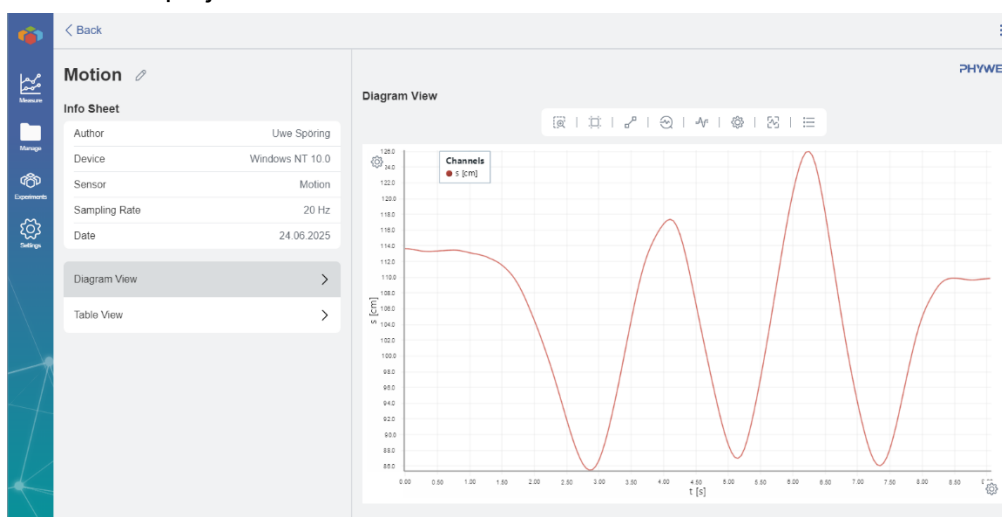 Back
Motion
PHYWE
Info Sheet
Diagram View
Author Uwe Sporing
Device Windows NT 10.0
Sensor Motion
Sampling Rate 20 Hz
Date 24.06.2025
Diagram View
Table View
Measure
Manage
Experiments
Settings
Channels
s [cm]
126.0
24.0
122.0
120.0
118.0
116.0
114.0
112.0
110.0
108.0
106.0
104.0
102.0
100.0
98.0
96.0
94.0
92.0
90.0
88.0
86.0
s [cm]
0.00 0.50 1.00 1.50 2.00 2.50 3.00 3.50 4.00 4.50 5.00 5.50 6.00 6.50 7.00 7.50 8.00 8.50
t [s]